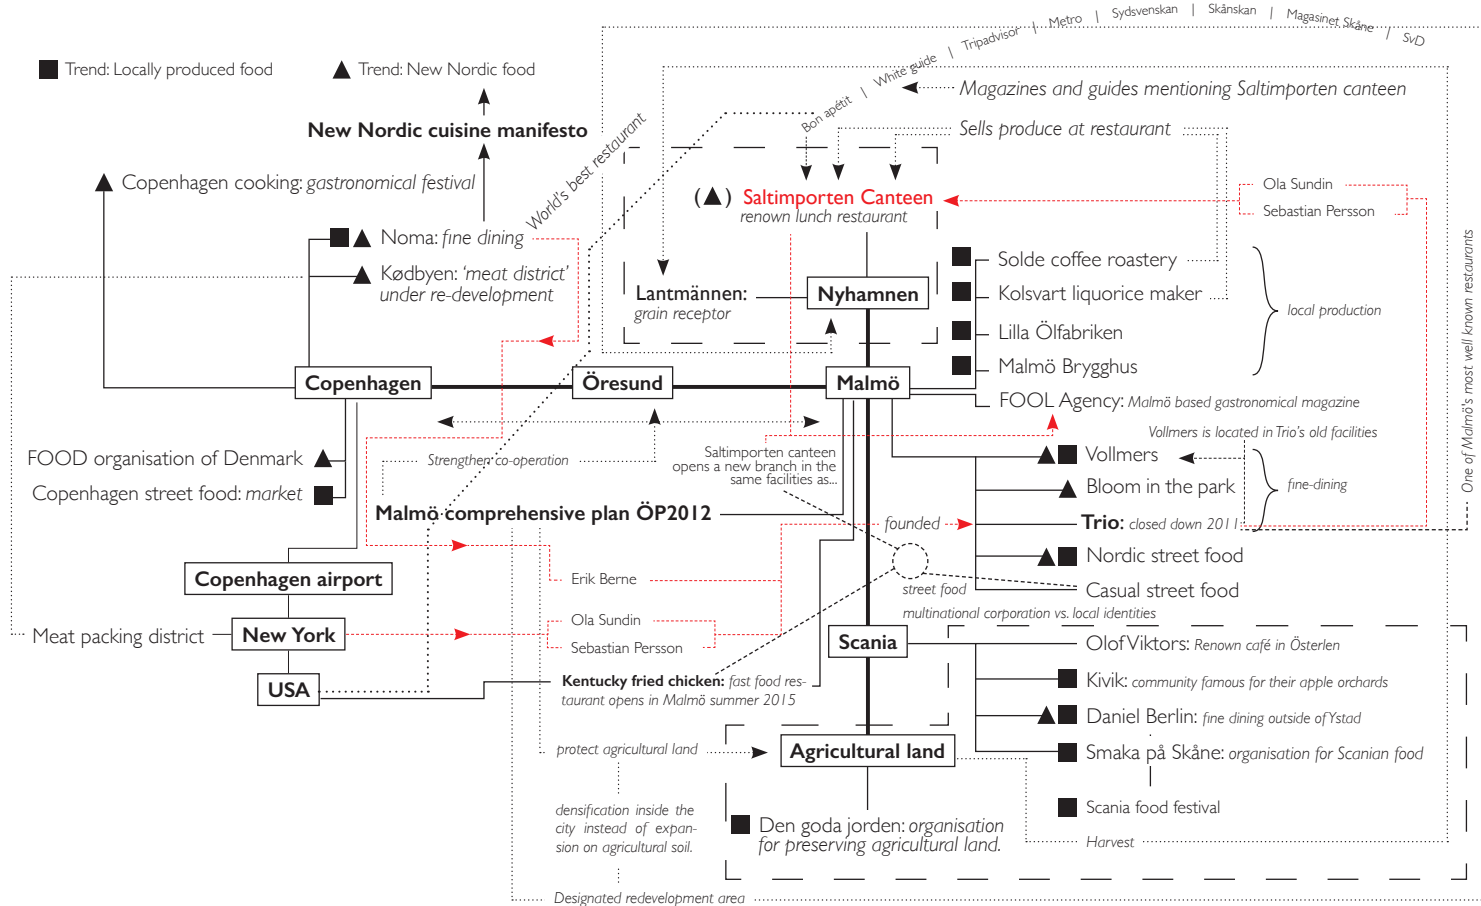 Metro | Sydsvenskan | Skånskan | Magasinet Skåne | SvD
Bon apétit | White guide | Tripadvisor |
Trend: Locally produced food
Trend: New Nordic food
Magazines and guides mentioning Saltimporten canteen
New Nordic cuisine manifesto
World's best restaurant
Sells produce at restaurant
Copenhagen cooking: gastronomical festival
(▲) Saltimporten Canteen
renown lunch restaurant
Ola Sundin
Sebastian Persson
Noma: fine dining
Kødbyen: 'meat district'
under re-development
Solde coffee roastery
Kolsvart liquorice maker
Lilla Ölfabriken
Malmö Brygghus
local production
Lantmännen:
grain receptor
Nyhamnen
One of Malmö's most well known restaurants
Copenhagen
Öresund
Malmö
FOOL Agency: Malmö based gastronomical magazine
Vollmers is located in Trio's old facilities
FOOD organisation of Denmark
Copenhagen street food: market
Strengthen co-operation
Saltimporten canteen
opens a new branch in the
same facilities as...
Vollmers
Bloom in the park
fine-dining
Trio: closed down 2011
Nordic street food
Casual street food
Malmö comprehensive plan ÖP2012
founded
street food
multinational corporation vs. local identities
Copenhagen airport
Erik Berne
Ola Sundin
Sebastian Persson
Meat packing district
New York
USA
Kentucky fried chicken: fast food res-
taurant opens in Malmö summer 2015
Scania
Olof Viktors: Renown café in Österlen
Kivik: community famous for their apple orchards
Daniel Berlin: fine dining outside of Ystad
Smaka på Skåne: organisation for Scanian food
Scania food festival
protect agricultural land
Agricultural land
densification inside the
city instead of expan-
sion on agricultural soil.
Den goda jorden: organisation
for preserving agricultural land.
Harvest
Designated redevelopment area